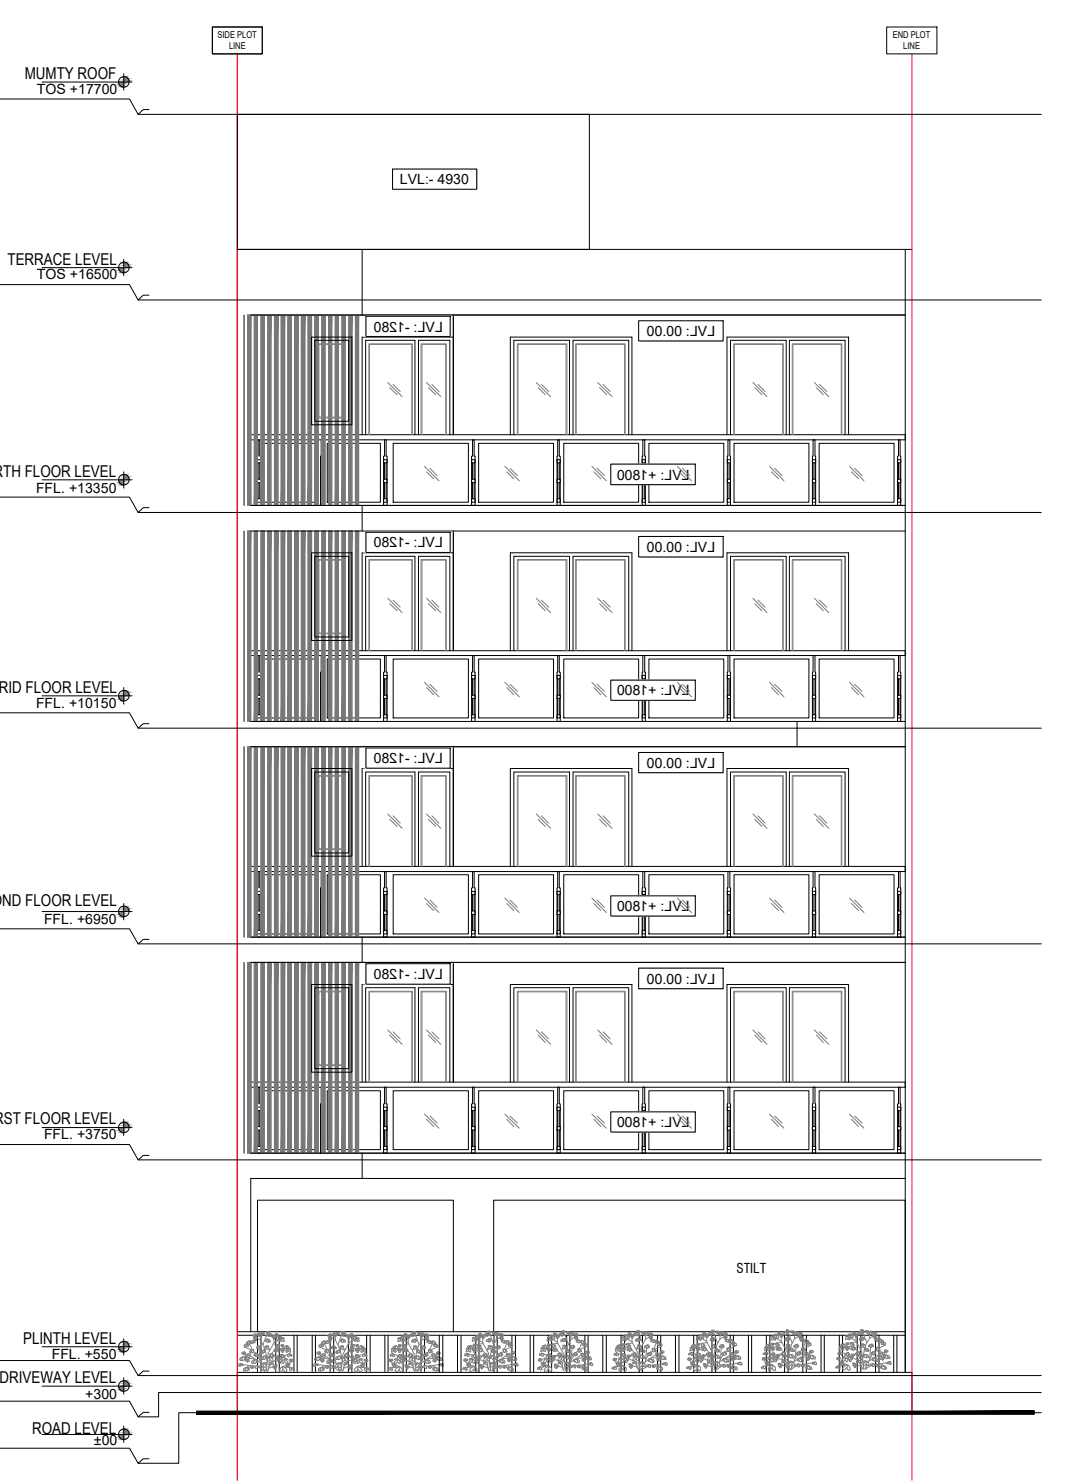 SIDE PLOT
LINE
END PLOT
LINE
MUMTY ROOF
TOS +17700
LVL:- 4930
TERRACE LEVEL
TOS +16500
LVL: -1280
LVL: 00.00
RTH FLOOR LEVEL
FFL. +13350
LVL: +1800
LVL: -1280
LVL: 00.00
RID FLOOR LEVEL
FFL. +10150
LVL: +1800
LVL: -1280
LVL: 00.00
OND FLOOR LEVEL
FFL. +6950
LVL: +1800
LVL: -1280
LVL: 00.00
RST FLOOR LEVEL
FFL. +3750
LVL: +1800
STILT
PLINTH LEVEL
FFL. +550
DRIVEWAY LEVEL
+300
ROAD LEVEL
±00